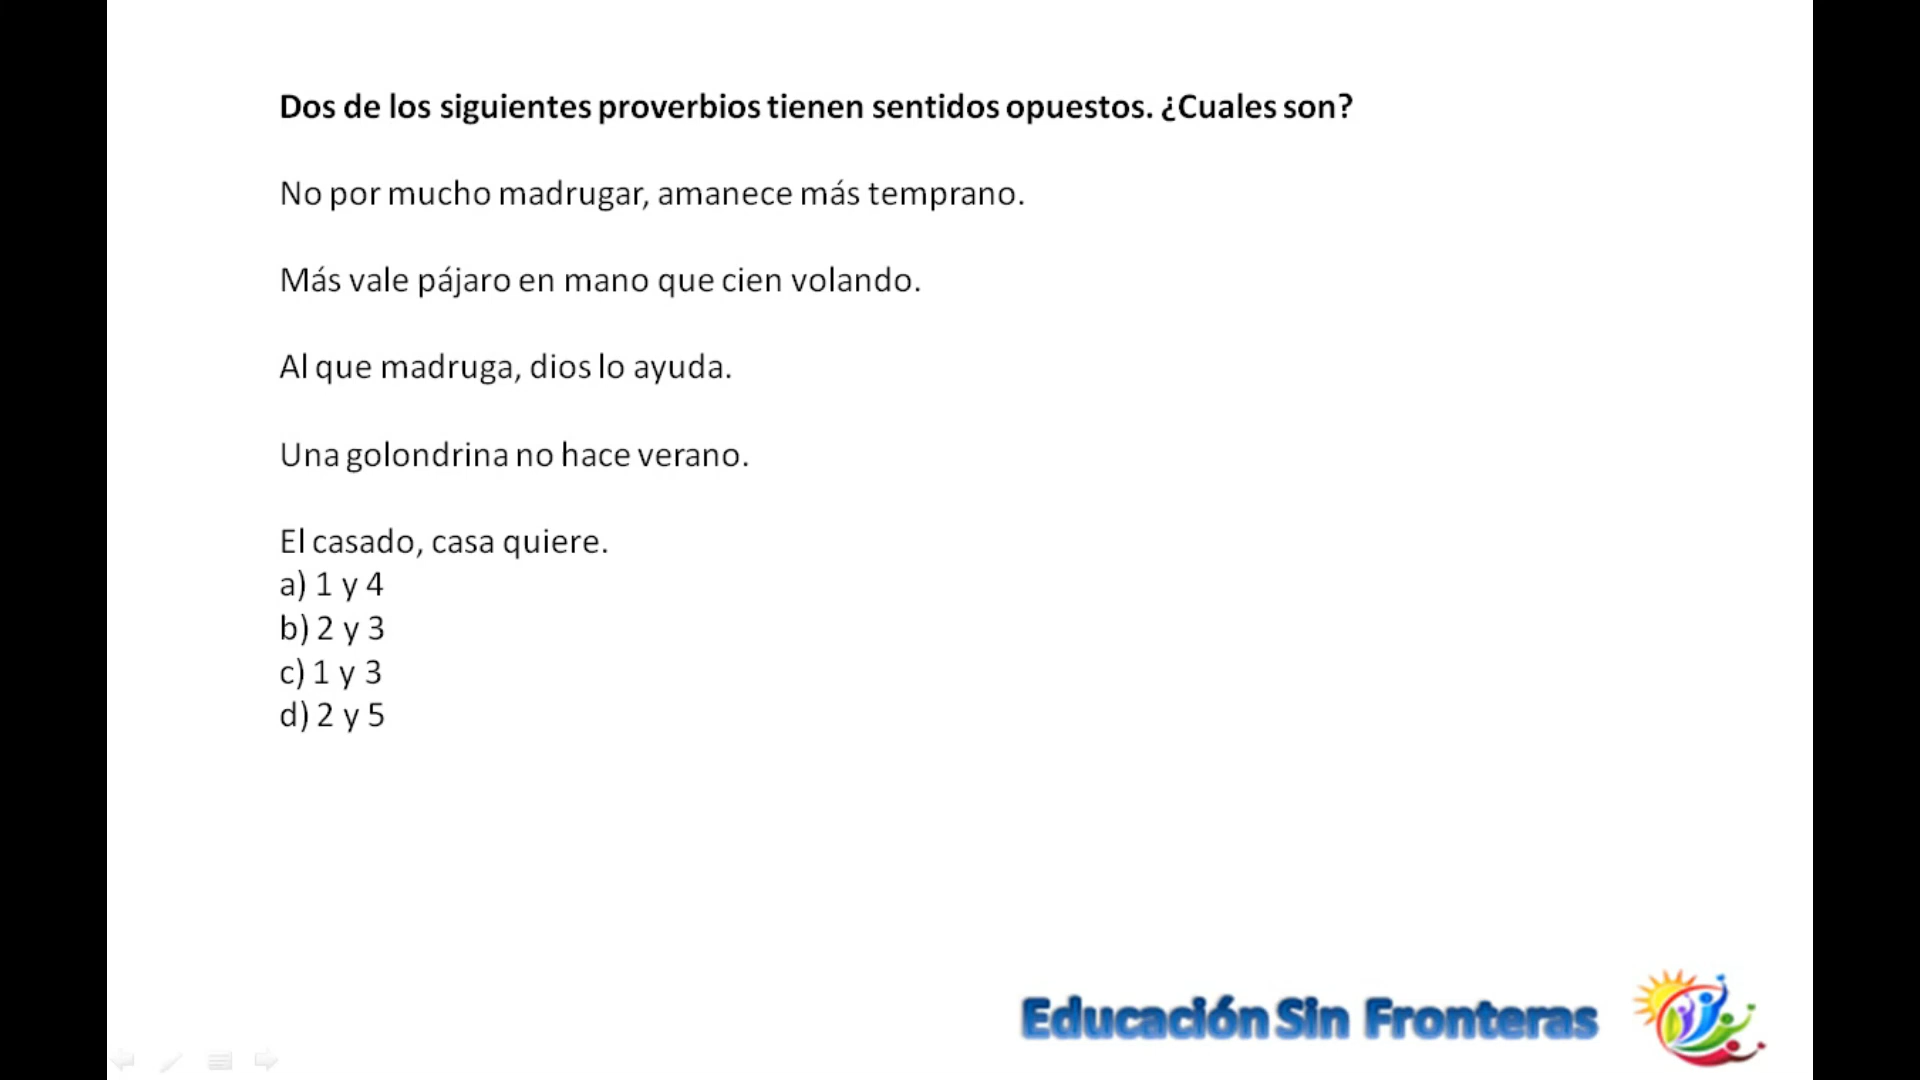 Dos de los siguientes proverbios tienen sentidos opuestos. ¿Cuales son?
No por mucho madrugar, amanece más temprano.
Más vale pájaro en mano que cien volando.
Al que madruga, dios lo ayuda.
Una golondrina no hace verano.
El casado, casa quiere.
a) 1 y 4
b) 2 y 3
c) 1 y 3
d) 2 y 5
Educación Sin Fronteras